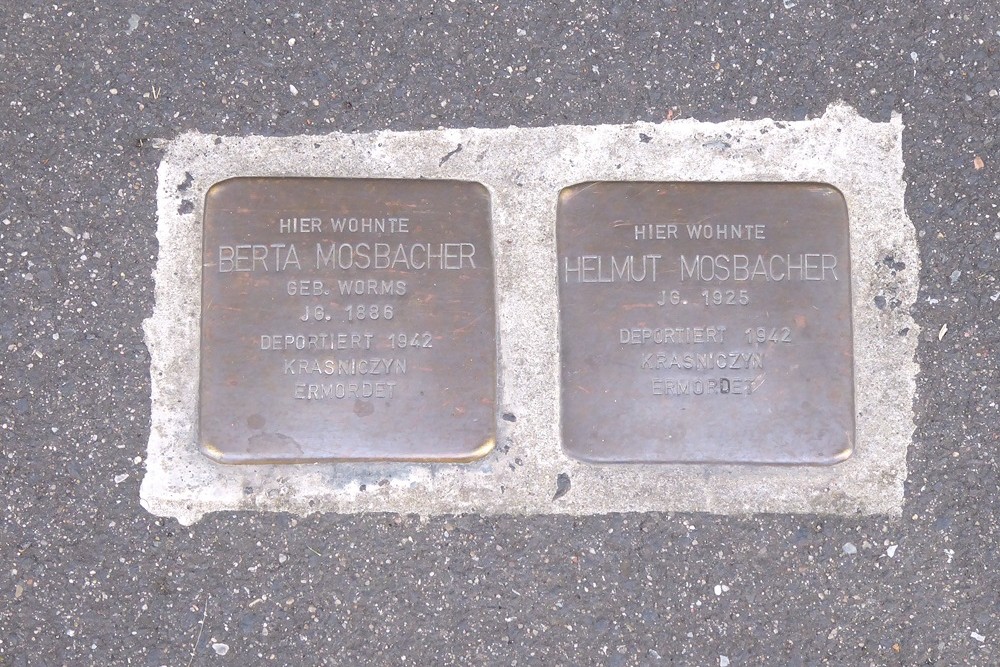 HIER WOHNTE
BERTA MOSBACHER
GEB. WORMS
JG. 1886
DEPORTIERT 1942
KRASNICZYN
ERMORDET
HIER WOHNTE
HELMUT MOSBACHER
JG. 1925
DEPORTIERT 1942
KRASNICZYN
ERMORDET